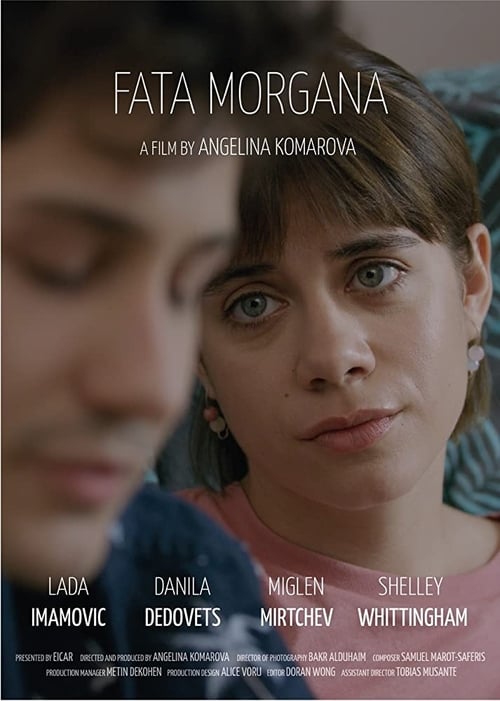 FATA MORGANA
A FILM BY ANGELINA KOMAROVA
LADA DANILA MIGLEN SHELLEY
IMAMOVIC DEDOVETS MIRTCHEV WHITTINGHAM
PRESENTED BY EICAR DIRECTED AND PRODUCED BY ANGELINA KOMAROVA DIRECTOR OF PHOTOGRAPHY BAKR ALDUHAIM COMPOSER SAMUEL MAROT-SAFERIS
PRODUCTION MANAGER METIN DEKOHEN PRODUCTION DESIGN ALICE VORIJ EDITOR DORAN WONG ASSISTANT DIRECTOR TOBIAS MUSANTE